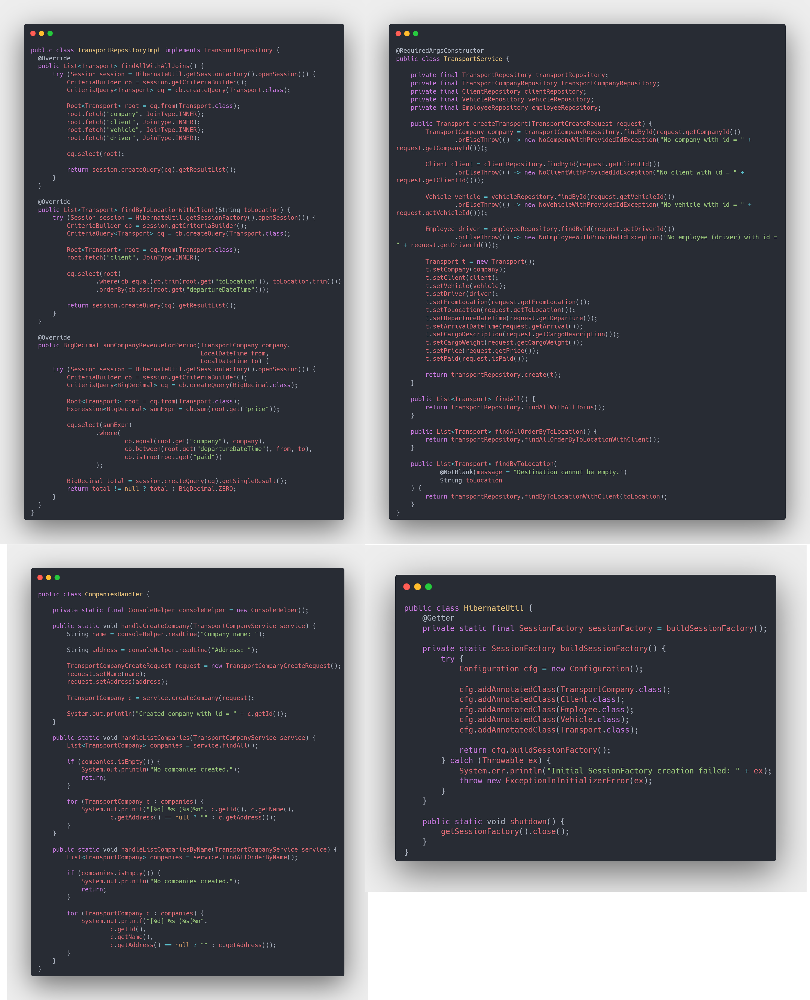 public class TransportRepositoryImpl implements TransportRepository {
  @Override
  public List<Transport> findAllWithAllJoins() {
      try (Session session = HibernateUtil.getSessionFactory().openSession()) {
          CriteriaBuilder cb = session.getCriteriaBuilder();
          CriteriaQuery<Transport> cq = cb.createQuery(Transport.class);

          Root<Transport> root = cq.from(Transport.class);
          root.fetch("company", JoinType.INNER);
          root.fetch("client", JoinType.INNER);
          root.fetch("vehicle", JoinType.INNER);
          root.fetch("driver", JoinType.INNER);

          cq.select(root);

          return session.createQuery(cq).getResultList();
      }
  }

  @Override
  public List<Transport> findByToLocationWithClient(String toLocation) {
      try (Session session = HibernateUtil.getSessionFactory().openSession()) {
          CriteriaBuilder cb = session.getCriteriaBuilder();
          CriteriaQuery<Transport> cq = cb.createQuery(Transport.class);

          Root<Transport> root = cq.from(Transport.class);
          root.fetch("client", JoinType.INNER);

          cq.select(root)
                  .where(cb.equal(cb.trim(root.get("toLocation")), toLocation.trim()))
                  .orderBy(cb.asc(root.get("departureDateTime")));

          return session.createQuery(cq).getResultList();
      }
  }

  @Override
  public BigDecimal sumCompanyRevenueForPeriod(TransportCompany company,
                                               LocalDateTime from,
                                               LocalDateTime to) {
      try (Session session = HibernateUtil.getSessionFactory().openSession()) {
          CriteriaBuilder cb = session.getCriteriaBuilder();
          CriteriaQuery<BigDecimal> cq = cb.createQuery(BigDecimal.class);

          Root<Transport> root = cq.from(Transport.class);
          Expression<BigDecimal> sumExpr = cb.sum(root.get("price"));

          cq.select(sumExpr)
                  .where(
                          cb.equal(root.get("company"), company),
                          cb.between(root.get("departureDateTime"), from, to),
                          cb.isTrue(root.get("paid"))
                  );

          BigDecimal total = session.createQuery(cq).getSingleResult();
          return total != null ? total : BigDecimal.ZERO;
      }
  }
}
@RequiredArgsConstructor
public class TransportService {

    private final TransportRepository transportRepository;
    private final TransportCompanyRepository transportCompanyRepository;
    private final ClientRepository clientRepository;
    private final VehicleRepository vehicleRepository;
    private final EmployeeRepository employeeRepository;

    public Transport createTransport(TransportCreateRequest request) {
        TransportCompany company = transportCompanyRepository.findById(request.getCompanyId())
                .orElseThrow(() -> new NoCompanyWithProvidedIdException("No company with id = " +
request.getCompanyId()));

        Client client = clientRepository.findById(request.getClientId())
                .orElseThrow(() -> new NoClientWithProvidedIdException("No client with id = " +
request.getClientId()));

        Vehicle vehicle = vehicleRepository.findById(request.getVehicleId())
                .orElseThrow(() -> new NoVehicleWithProvidedIdException("No vehicle with id = " +
request.getVehicleId()));

        Employee driver = employeeRepository.findById(request.getDriverId())
                .orElseThrow(() -> new NoEmployeeWithProvidedIdException("No employee (driver) with id =
" + request.getDriverId()));

        Transport t = new Transport();
        t.setCompany(company);
        t.setClient(client);
        t.setVehicle(vehicle);
        t.setDriver(driver);
        t.setFromLocation(request.getFromLocation());
        t.setToLocation(request.getToLocation());
        t.setDepartureDateTime(request.getDeparture());
        t.setArrivalDateTime(request.getArrival());
        t.setCargoDescription(request.getCargoDescription());
        t.setCargoWeight(request.getCargoWeight());
        t.setPrice(request.getPrice());
        t.setPaid(request.isPaid());

        return transportRepository.create(t);
    }

    public List<Transport> findAll() {
        return transportRepository.findAllWithAllJoins();
    }

    public List<Transport> findAllOrderByToLocation() {
        return transportRepository.findAllOrderByToLocationWithClient();
    }

    public List<Transport> findByToLocation(
            @NotBlank(message = "Destination cannot be empty.")
            String toLocation
    ) {
        return transportRepository.findByToLocationWithClient(toLocation);
    }
}
public class CompaniesHandler {

    private static final ConsoleHelper consoleHelper = new ConsoleHelper();

    public static void handleCreateCompany(TransportCompanyService service) {
        String name = consoleHelper.readLine("Company name: ");

        String address = consoleHelper.readLine("Address: ");

        TransportCompanyCreateRequest request = new TransportCompanyCreateRequest();
        request.setName(name);
        request.setAddress(address);

        TransportCompany c = service.createCompany(request);

        System.out.println("Created company with id = " + c.getId());
    }

    public static void handleListCompanies(TransportCompanyService service) {
        List<TransportCompany> companies = service.findAll();

        if (companies.isEmpty()) {
            System.out.println("No companies created.");
            return;
        }

        for (TransportCompany c : companies) {
            System.out.printf("[%d] %s (%s)%n", c.getId(), c.getName(),
                    c.getAddress() == null ? "" : c.getAddress());
        }
    }

    public static void handleListCompaniesByName(TransportCompanyService service) {
        List<TransportCompany> companies = service.findAllOrderByName();

        if (companies.isEmpty()) {
            System.out.println("No companies created.");
            return;
        }

        for (TransportCompany c : companies) {
            System.out.printf("[%d] %s (%s)%n",
                    c.getId(),
                    c.getName(),
                    c.getAddress() == null ? "" : c.getAddress());
        }
    }
}
public class HibernateUtil {
    @Getter
    private static final SessionFactory sessionFactory = buildSessionFactory();

    private static SessionFactory buildSessionFactory() {
        try {
            Configuration cfg = new Configuration();

            cfg.addAnnotatedClass(TransportCompany.class);
            cfg.addAnnotatedClass(Client.class);
            cfg.addAnnotatedClass(Employee.class);
            cfg.addAnnotatedClass(Vehicle.class);
            cfg.addAnnotatedClass(Transport.class);

            return cfg.buildSessionFactory();
        } catch (Throwable ex) {
            System.err.println("Initial SessionFactory creation failed: " + ex);
            throw new ExceptionInInitializerError(ex);
        }
    }

    public static void shutdown() {
        getSessionFactory().close();
    }
}